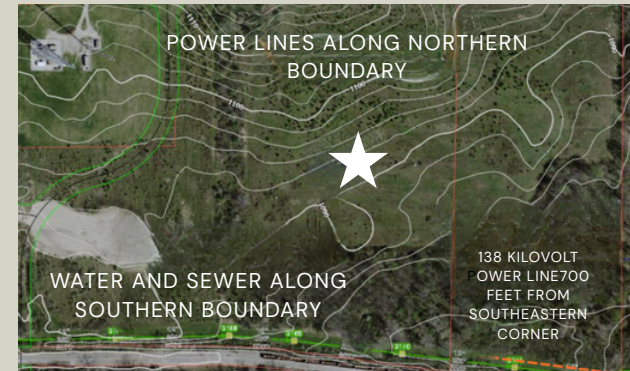 POWER LINES ALONG NORTHERN
BOUNDARY
1100
WATER AND SEWER ALONG
SOUTHERN BOUNDARY
138 KILOVOLT
POWER LINE700
FEET FROM
SOUTHEASTERN
CORNER